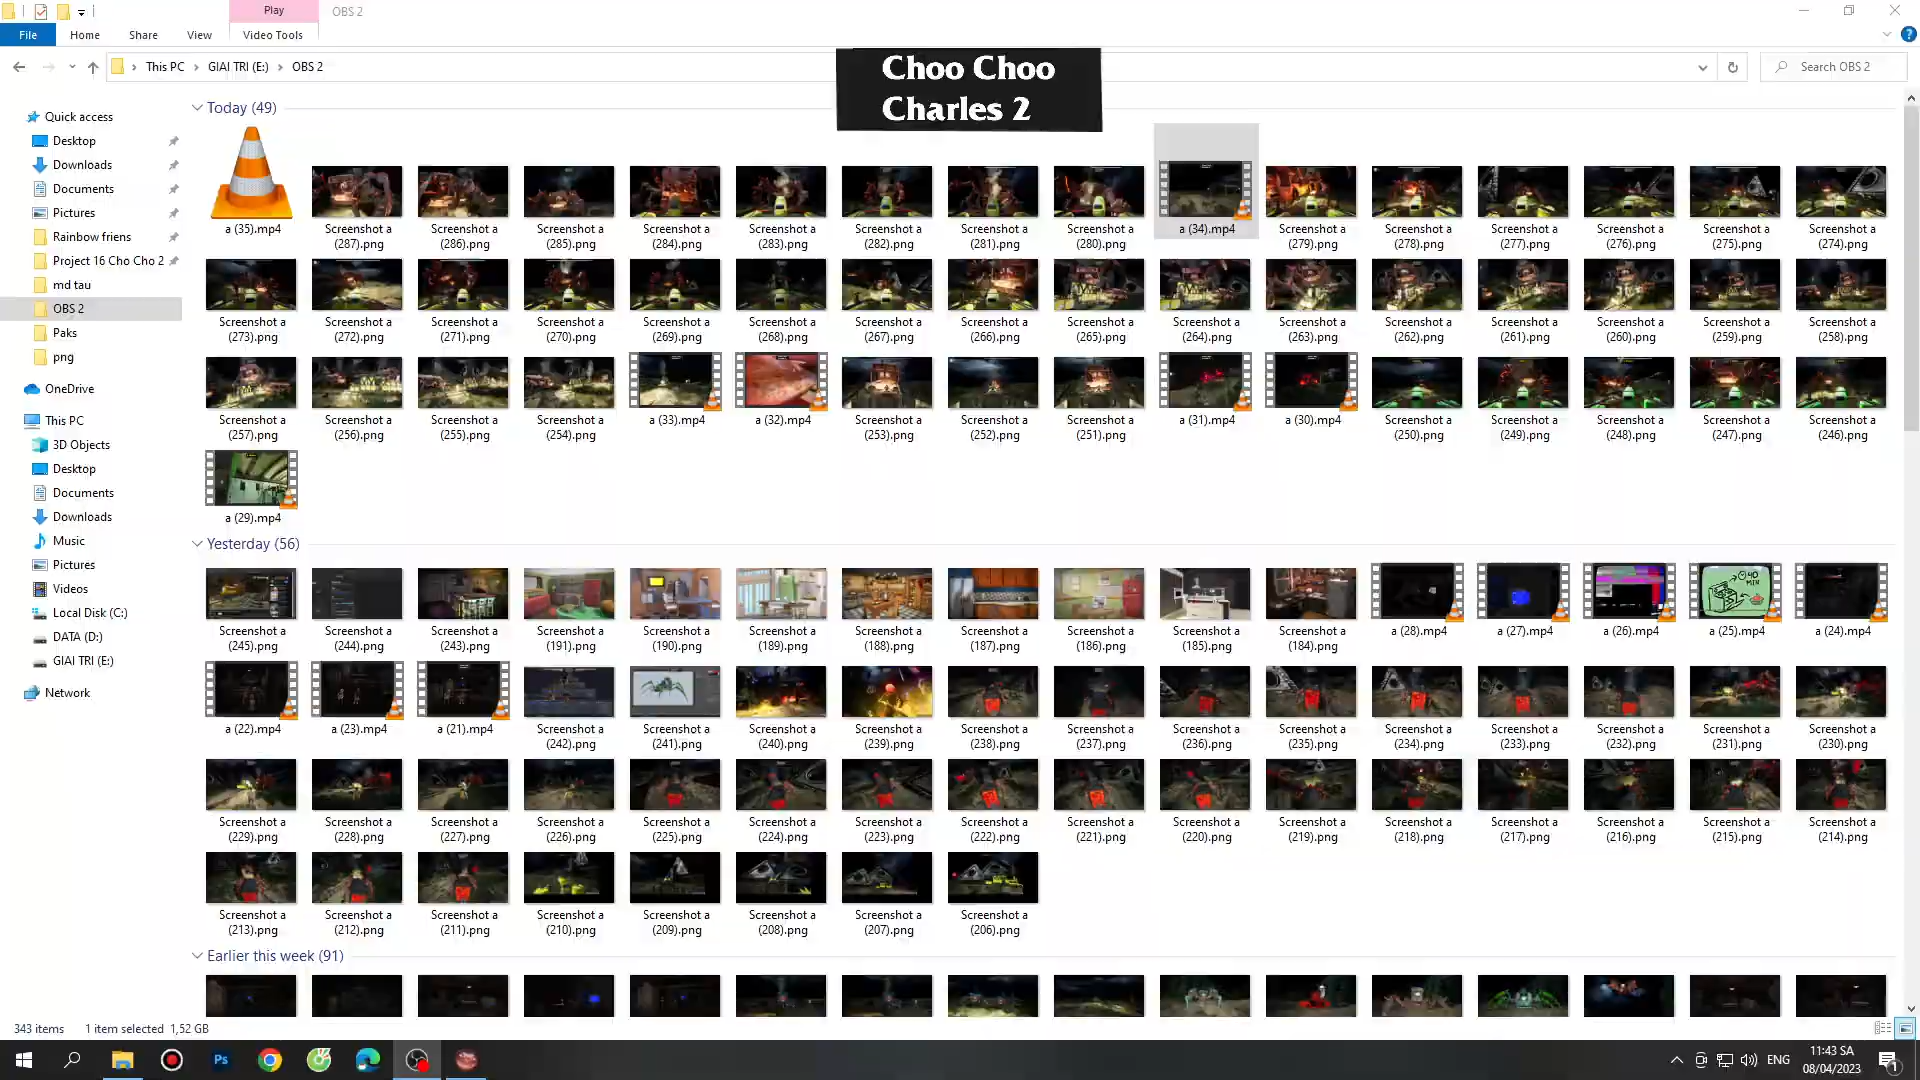 Play
OBS 2
File
Home
Share
View
Video Tools
This PC
GIAI TRI (E:)
OBS 2
Search OBS 2
Choo Choo
Charles 2
Quick access
Desktop
Downloads
Documents
Pictures
Rainbow friens
Project 16 Cho Cho 2
md tau
OBS 2
Paks
png
OneDrive
This PC
3D Objects
Desktop
Documents
Downloads
Music
Pictures
Videos
Local Disk (C:)
DATA (D:)
GIAI TRI (E:)
Network
Today (49)
a (35).mp4
Screenshot a
(287).png
Screenshot a
(286).png
Screenshot a
(285).png
Screenshot a
(284).png
Screenshot a
(283).png
Screenshot a
(282).png
Screenshot a
(281).png
Screenshot a
(280).png
a (34).mp4
Screenshot a
(279).png
Screenshot a
(278).png
Screenshot a
(277).png
Screenshot a
(276).png
Screenshot a
(275).png
Screenshot a
(274).png
Screenshot a
(273).png
Screenshot a
(272).png
Screenshot a
(271).png
Screenshot a
(270).png
Screenshot a
(269).png
Screenshot a
(268).png
Screenshot a
(267).png
Screenshot a
(266).png
Screenshot a
(265).png
Screenshot a
(264).png
Screenshot a
(263).png
Screenshot a
(262).png
Screenshot a
(261).png
Screenshot a
(260).png
Screenshot a
(259).png
Screenshot a
(258).png
Screenshot a
(257).png
Screenshot a
(256).png
Screenshot a
(255).png
Screenshot a
(254).png
a (33).mp4
a (32).mp4
Screenshot a
(253).png
Screenshot a
(252).png
Screenshot a
(251).png
a (31).mp4
a (30).mp4
Screenshot a
(250).png
Screenshot a
(249).png
Screenshot a
(248).png
Screenshot a
(247).png
Screenshot a
(246).png
a (29).mp4
Yesterday (56)
Screenshot a
(245).png
Screenshot a
(244).png
Screenshot a
(243).png
Screenshot a
(191).png
Screenshot a
(190).png
Screenshot a
(189).png
Screenshot a
(188).png
Screenshot a
(187).png
Screenshot a
(186).png
Screenshot a
(185).png
Screenshot a
(184).png
a (28).mp4
a (27).mp4
a (26).mp4
40
MIN
a (25).mp4
a (24).mp4
a (22).mp4
a (23).mp4
a (21).mp4
Screenshot a
(242).png
Screenshot a
(241).png
Screenshot a
(240).png
Screenshot a
(239).png
Screenshot a
(238).png
Screenshot a
(237).png
Screenshot a
(236).png
Screenshot a
(235).png
Screenshot a
(234).png
Screenshot a
(233).png
Screenshot a
(232).png
Screenshot a
(231).png
Screenshot a
(230).png
Screenshot a
(229).png
Screenshot a
(228).png
Screenshot a
(227).png
Screenshot a
(226).png
Screenshot a
(225).png
Screenshot a
(224).png
Screenshot a
(223).png
Screenshot a
(222).png
Screenshot a
(221).png
Screenshot a
(220).png
Screenshot a
(219).png
Screenshot a
(218).png
Screenshot a
(217).png
Screenshot a
(216).png
Screenshot a
(215).png
Screenshot a
(214).png
Screenshot a
(213).png
Screenshot a
(212).png
Screenshot a
(211).png
Screenshot a
(210).png
Screenshot a
(209).png
Screenshot a
(208).png
Screenshot a
(207).png
Screenshot a
(206).png
Earlier this week (91)
343 items
1 item selected 1,52 GB
Ps
ENG
11:43 SA
08/04/2023
1